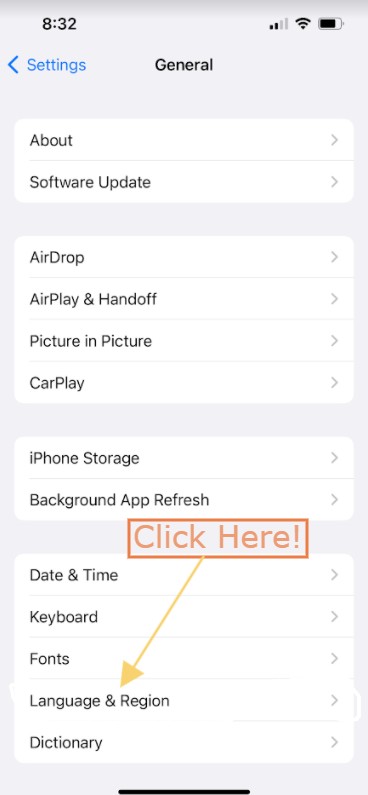 8:32
Settings
General
About
Software Update
AirDrop
AirPlay & Handoff
Picture in Picture
CarPlay
iPhone Storage
Background App Refresh
Click Here!
Date & Time
Keyboard
Fonts
Language & Region
Dictionary